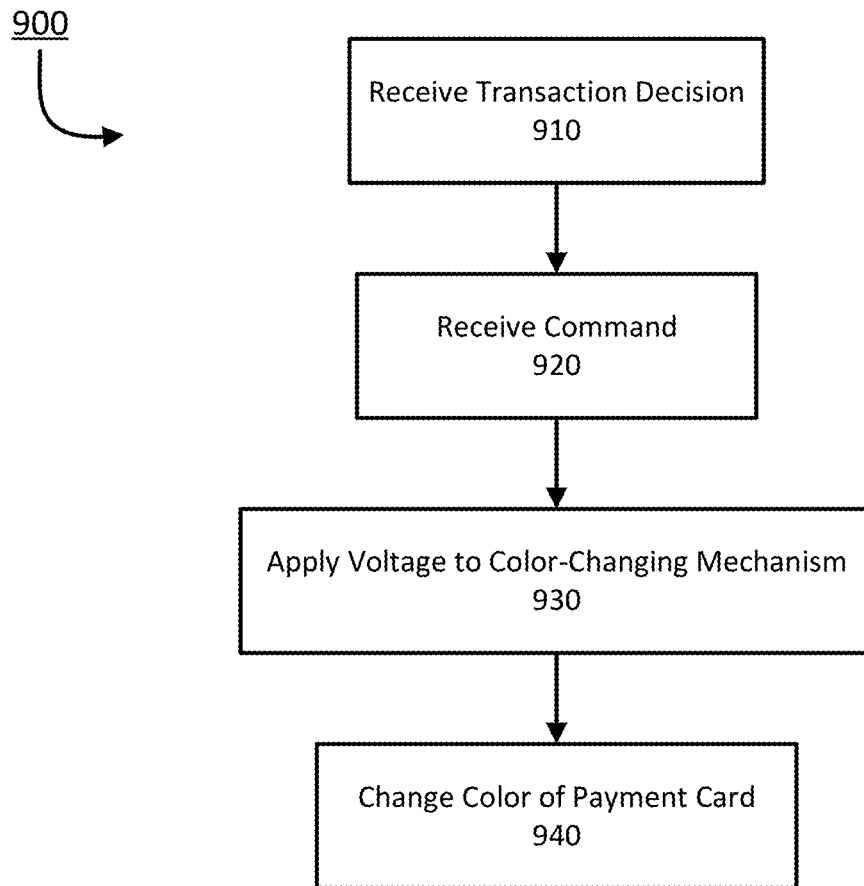 900
Receive Transaction Decision
910
Receive Command
920
Apply Voltage to Color-Changing Mechanism
930
Change Color of Payment Card
940